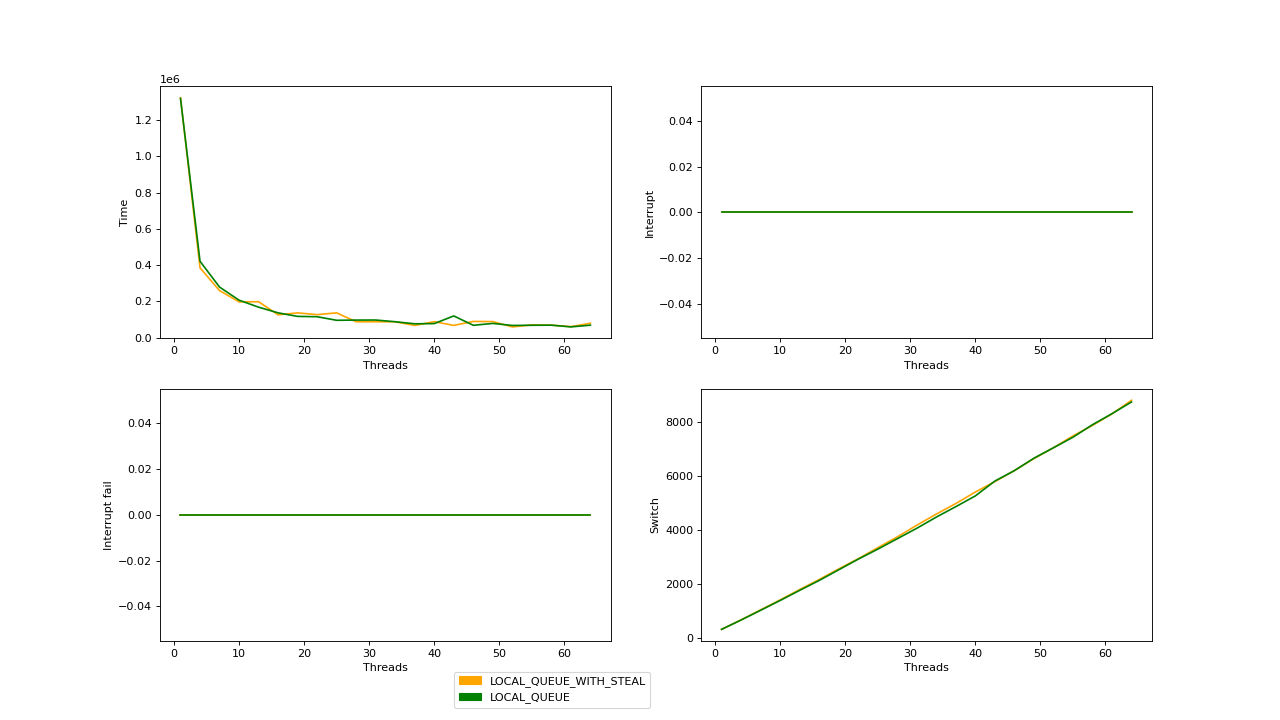 1e6
1.2
1.0
0.8
0.6
0.4
0.2
0.0
Time
0 10 20 30 40 50 60
Threads
0.04
0.02
0.00
−0.02
−0.04
Interrupt
0 10 20 30 40 50 60
Threads
0.04
0.02
0.00
−0.02
−0.04
Interrupt fail
0 10 20 30 40 50 60
Threads
8000
6000
4000
2000
0
Switch
0 10 20 30 40 50 60
Threads
LOCAL_QUEUE_WITH_STEAL
LOCAL_QUEUE